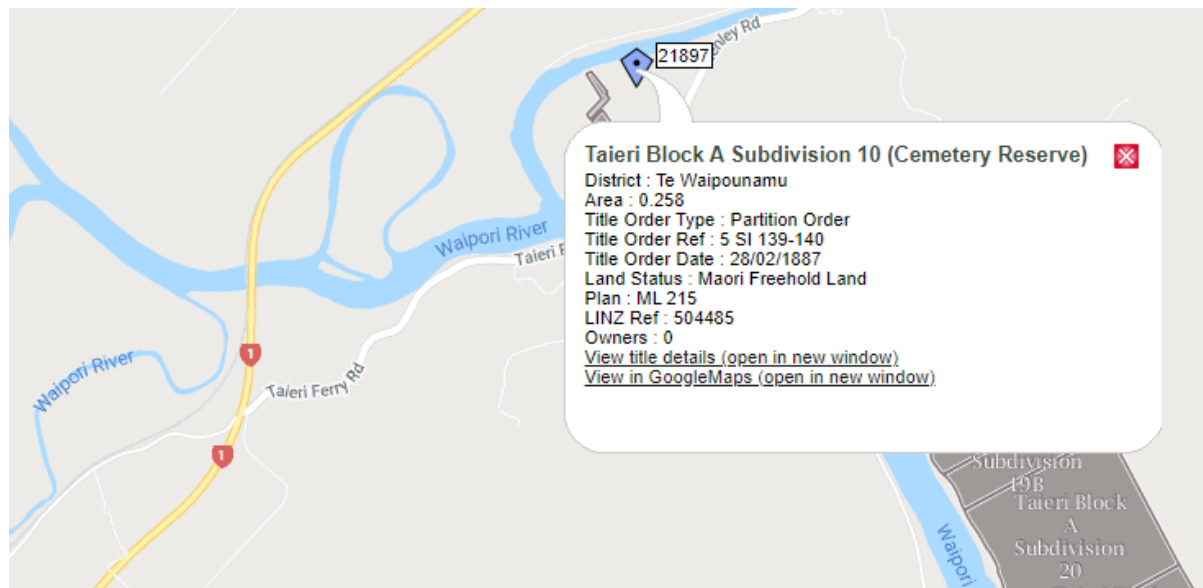 21897
enley Rd
Taieri Block A Subdivision 10 (Cemetery Reserve)
District : Te Waipounamu
Area : 0.258
Title Order Type : Partition Order
Title Order Ref : 5 SI 139-140
Title Order Date : 28/02/1887
Land Status : Maori Freehold Land
Plan : ML 215
LINZ Ref : 504485
Owners : 0
View title details (open in new window)
View in GoogleMaps (open in new window)
Waipori River
Taieri F
1
Waipori River
Taieri Ferry Rd
1
Subdivision
19B
Taieri Block
A
Subdivision
20
Waipori